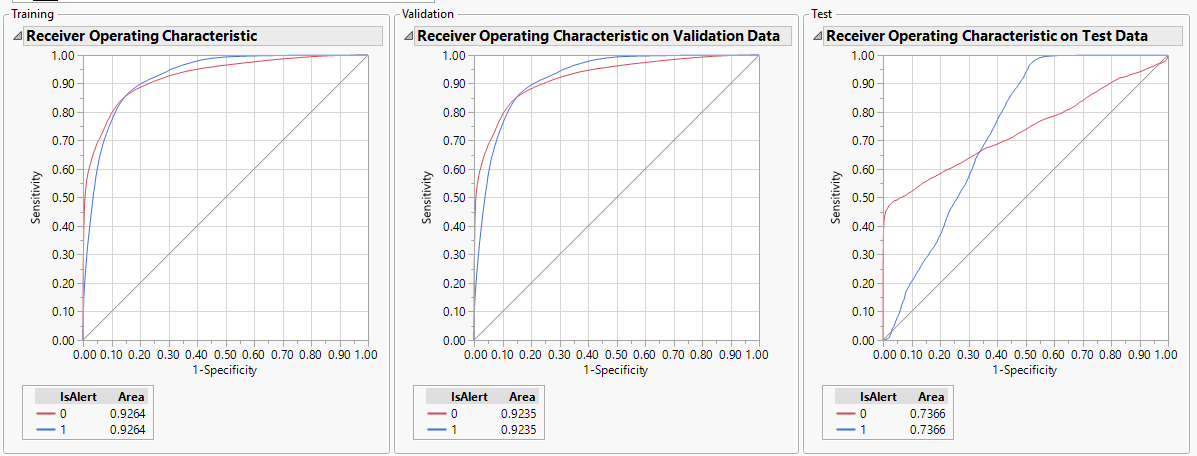 Training
Receiver Operating Characteristic
1.00
0.90
0.80
0.70
0.60
0.50
0.40
0.30
0.20
0.10
0.00
Sensitivity
0.00 0.10 0.20 0.30 0.40 0.50 0.60 0.70 0.80 0.90 1.00
1-Specificity
IsAlert Area
0 0.9264
1 0.9264
Validation
Receiver Operating Characteristic on Validation Data
1.00
0.90
0.80
0.70
0.60
0.50
0.40
0.30
0.20
0.10
0.00
Sensitivity
0.00 0.10 0.20 0.30 0.40 0.50 0.60 0.70 0.80 0.90 1.00
1-Specificity
IsAlert Area
0 0.9235
1 0.9235
Test
Receiver Operating Characteristic on Test Data
1.00
0.90
0.80
0.70
0.60
0.50
0.40
0.30
0.20
0.10
0.00
Sensitivity
0.00 0.10 0.20 0.30 0.40 0.50 0.60 0.70 0.80 0.90 1.00
1-Specificity
IsAlert Area
0 0.7366
1 0.7366